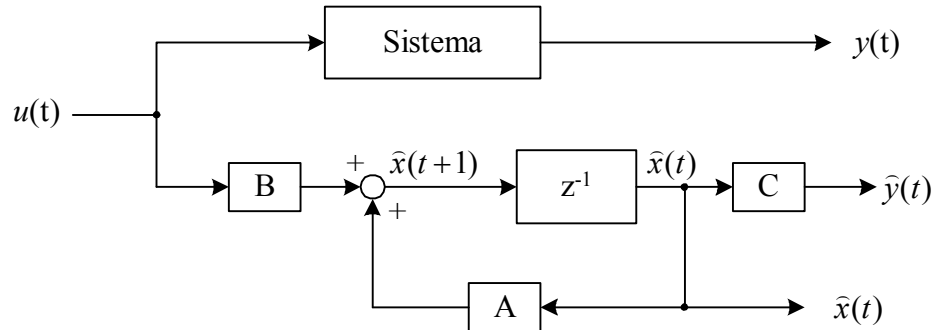 Sistema
y(t)
u(t)
B
+
x̂(t+1)
z⁻¹
x̂(t)
C
ŷ(t)
+
A
x̂(t)